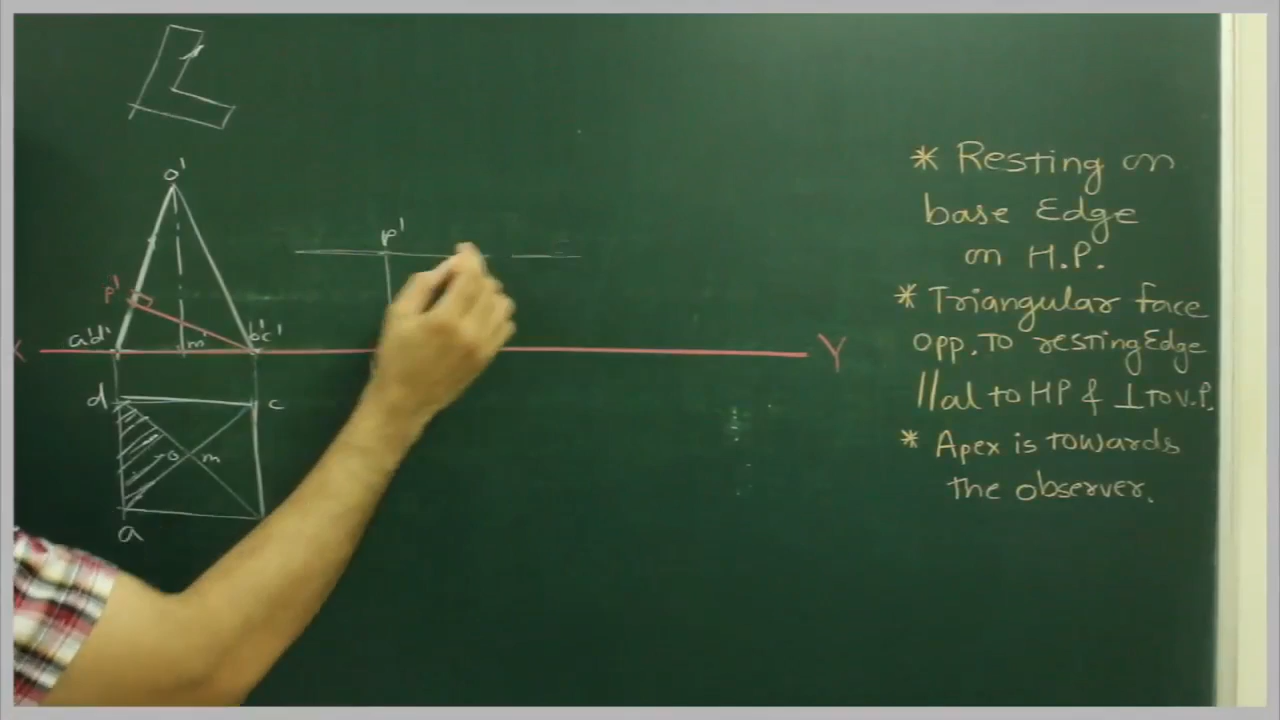 o'
p'
p'
a'd'
m'
b'c'
X
Y
d
c
o
m
a
* Resting on
base Edge
on H.P.
* Triangular face
opp. To resting Edge
//al to HP & ⊥ to V.P.
* Apex is towards
the observer.